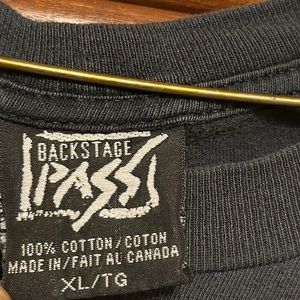 BACKSTAGE
PASS
100% COTTON/COTON
MADE IN/FAIT AU CANADA
XL/TG